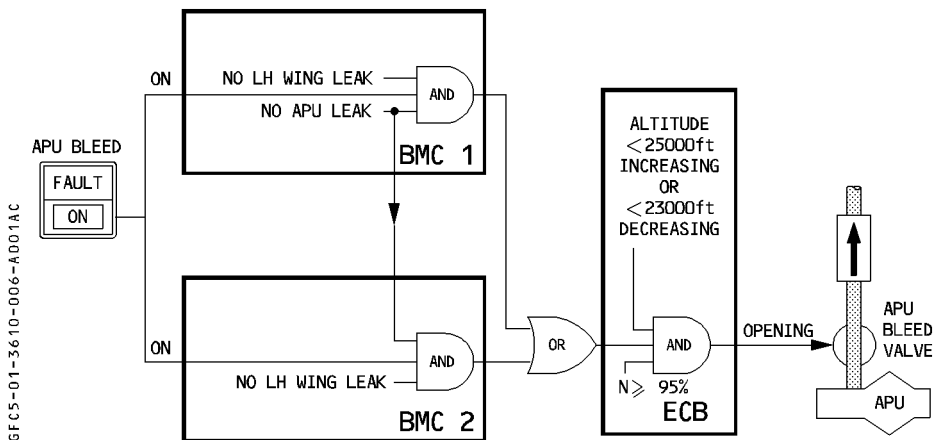 ON
NO LH WING LEAK
AND
NO APU LEAK
BMC 1
APU BLEED
FAULT
ON
ALTITUDE
<25000ft
INCREASING
OR
<23000ft
DECREASING
ON
AND
NO LH WING LEAK
BMC 2
OR
AND
N≥ 95%
ECB
OPENING
APU
BLEED
VALVE
APU
GFC5-01-3610-006-A001AC